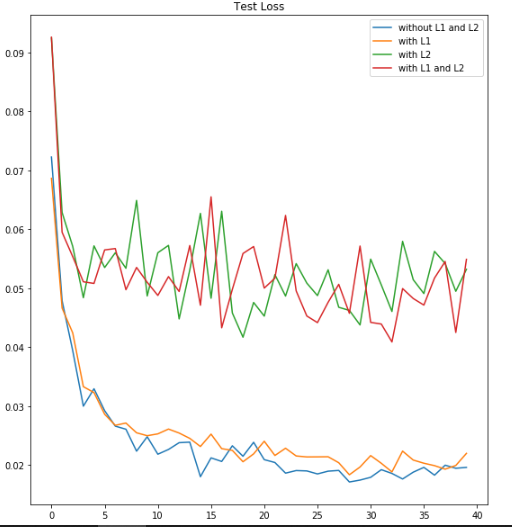 Test Loss
without L1 and L2
with L1
with L2
with L1 and L2
0.09
0.08
0.07
0.06
0.05
0.04
0.03
0.02
0 5 10 15 20 25 30 35 40